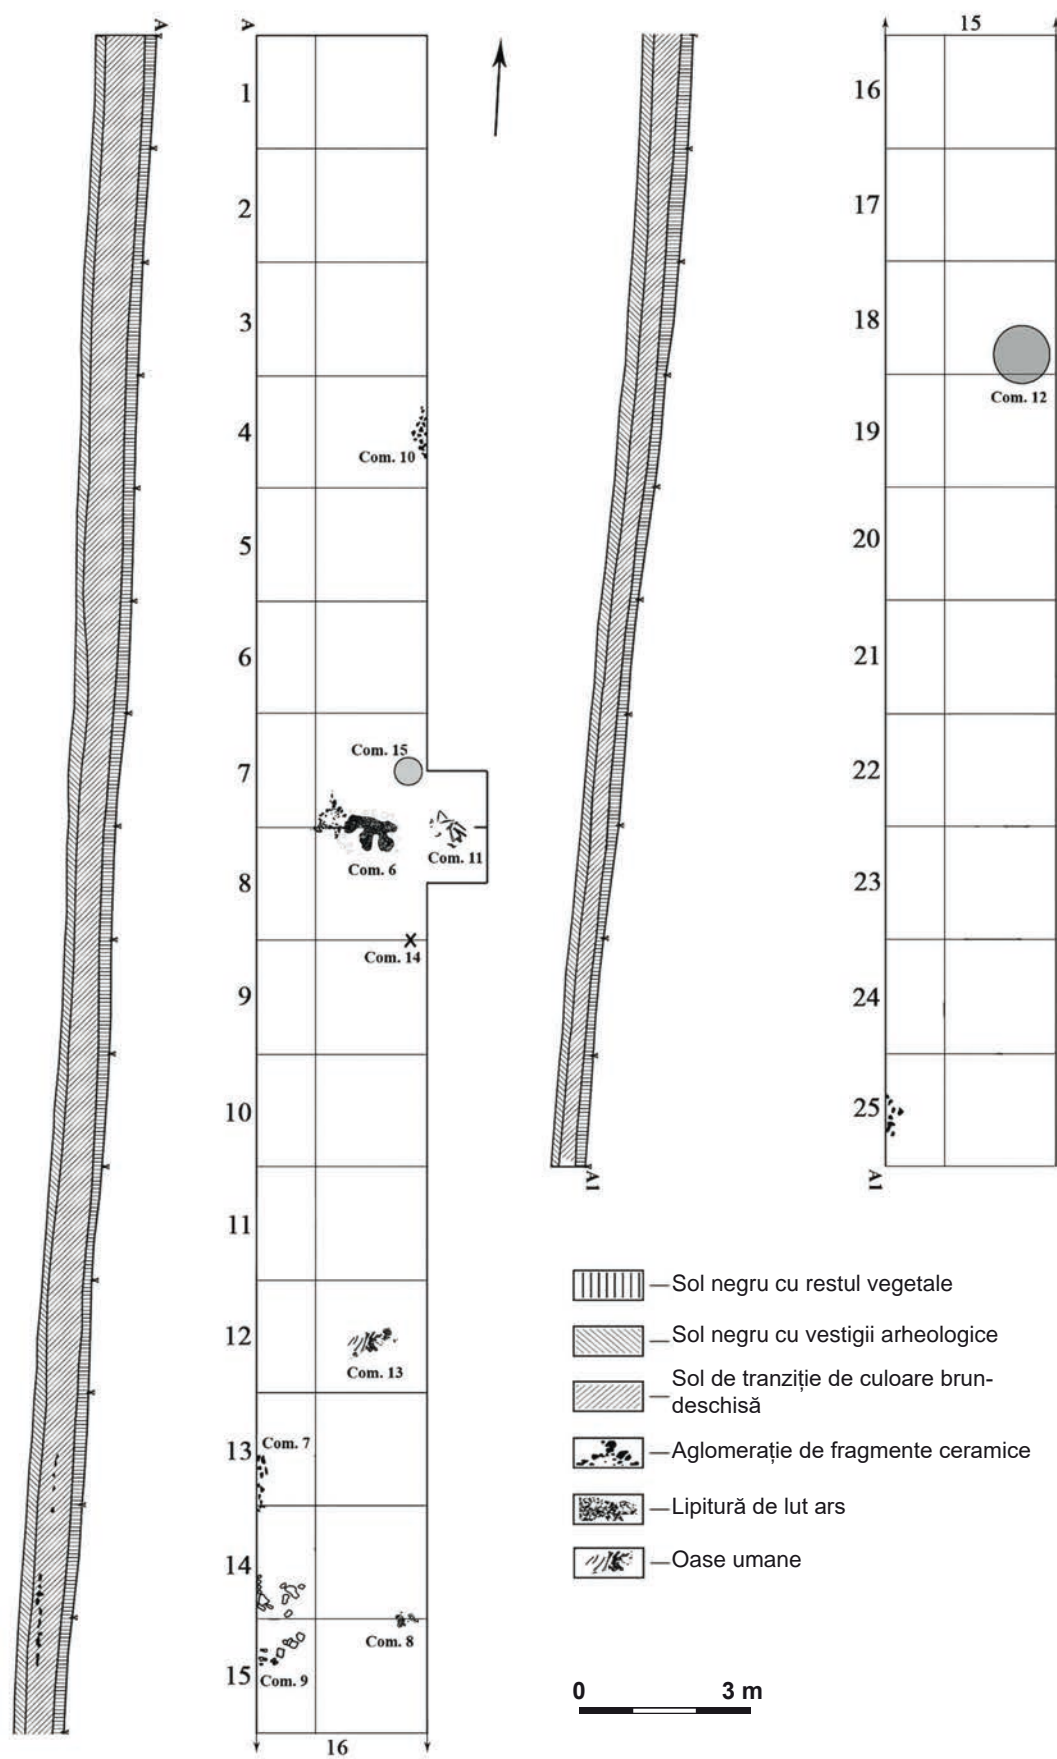 A
1
2
3
4
Com. 10
5
6
Com. 15
7
Com. 6
Com. 11
8
Com. 14
9
10
11
12
Com. 13
13
Com. 7
14
Com. 8
15
Com. 9
16
A
15
16
17
18
Com. 12
19
20
21
22
23
24
25
A1
A1
Sol negru cu restul vegetale
Sol negru cu vestigii arheologice
Sol de tranziție de culoare brun-
deschisă
Aglomerație de fragmente ceramice
Lipitură de lut ars
Oase umane
0 3 m